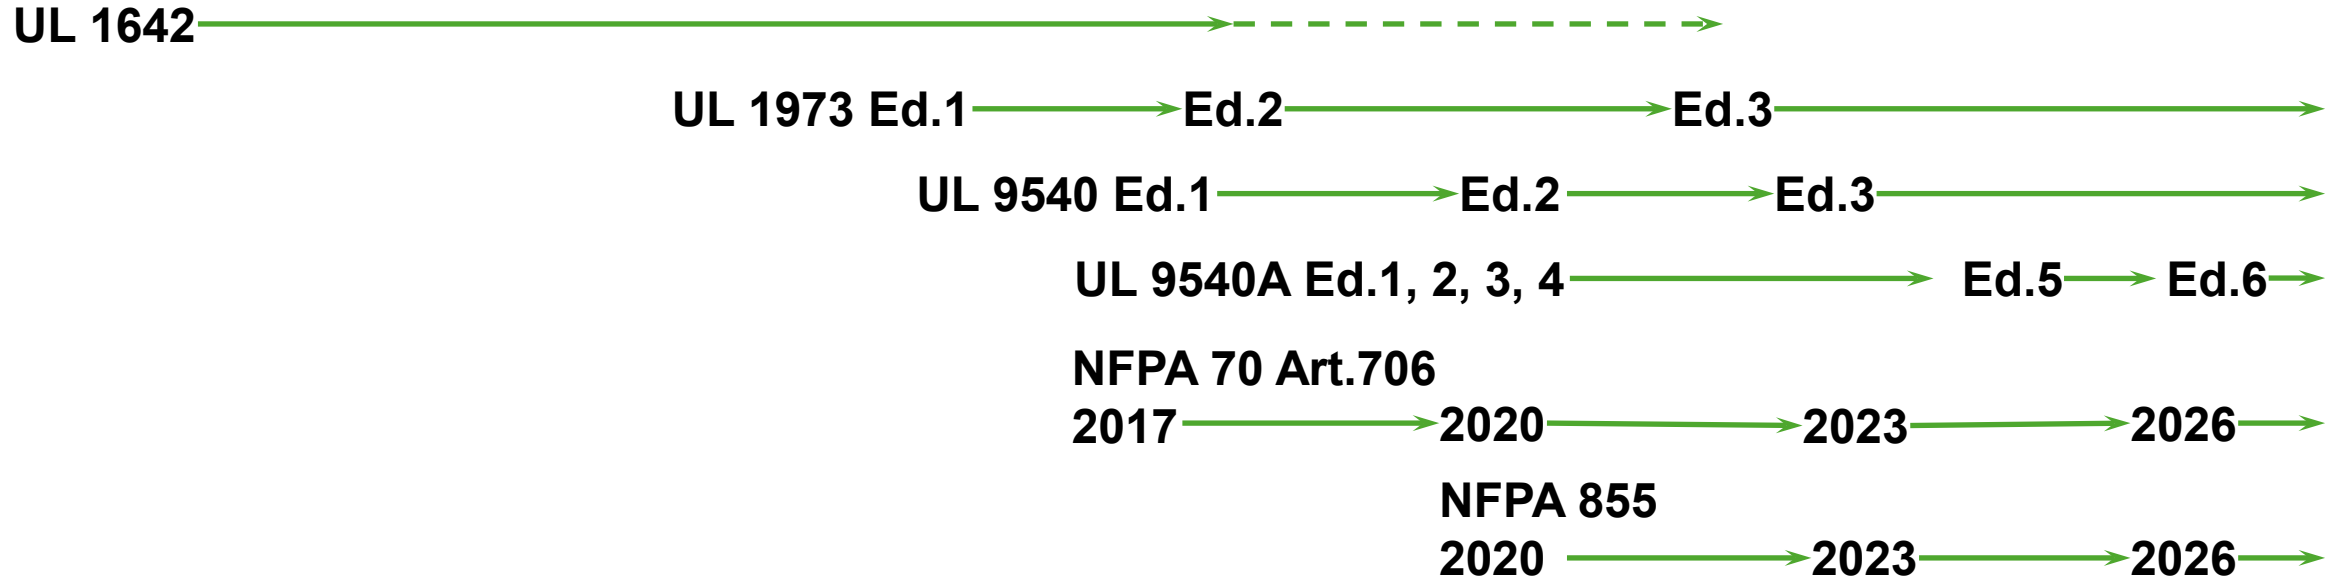 UL 1642
UL 1973 Ed.1 Ed.2 Ed.3
UL 9540 Ed.1 Ed.2 Ed.3
UL 9540A Ed.1, 2, 3, 4 Ed.5 Ed.6
NFPA 70 Art.706
2017 2020 2023 2026
NFPA 855
2020 2023 2026